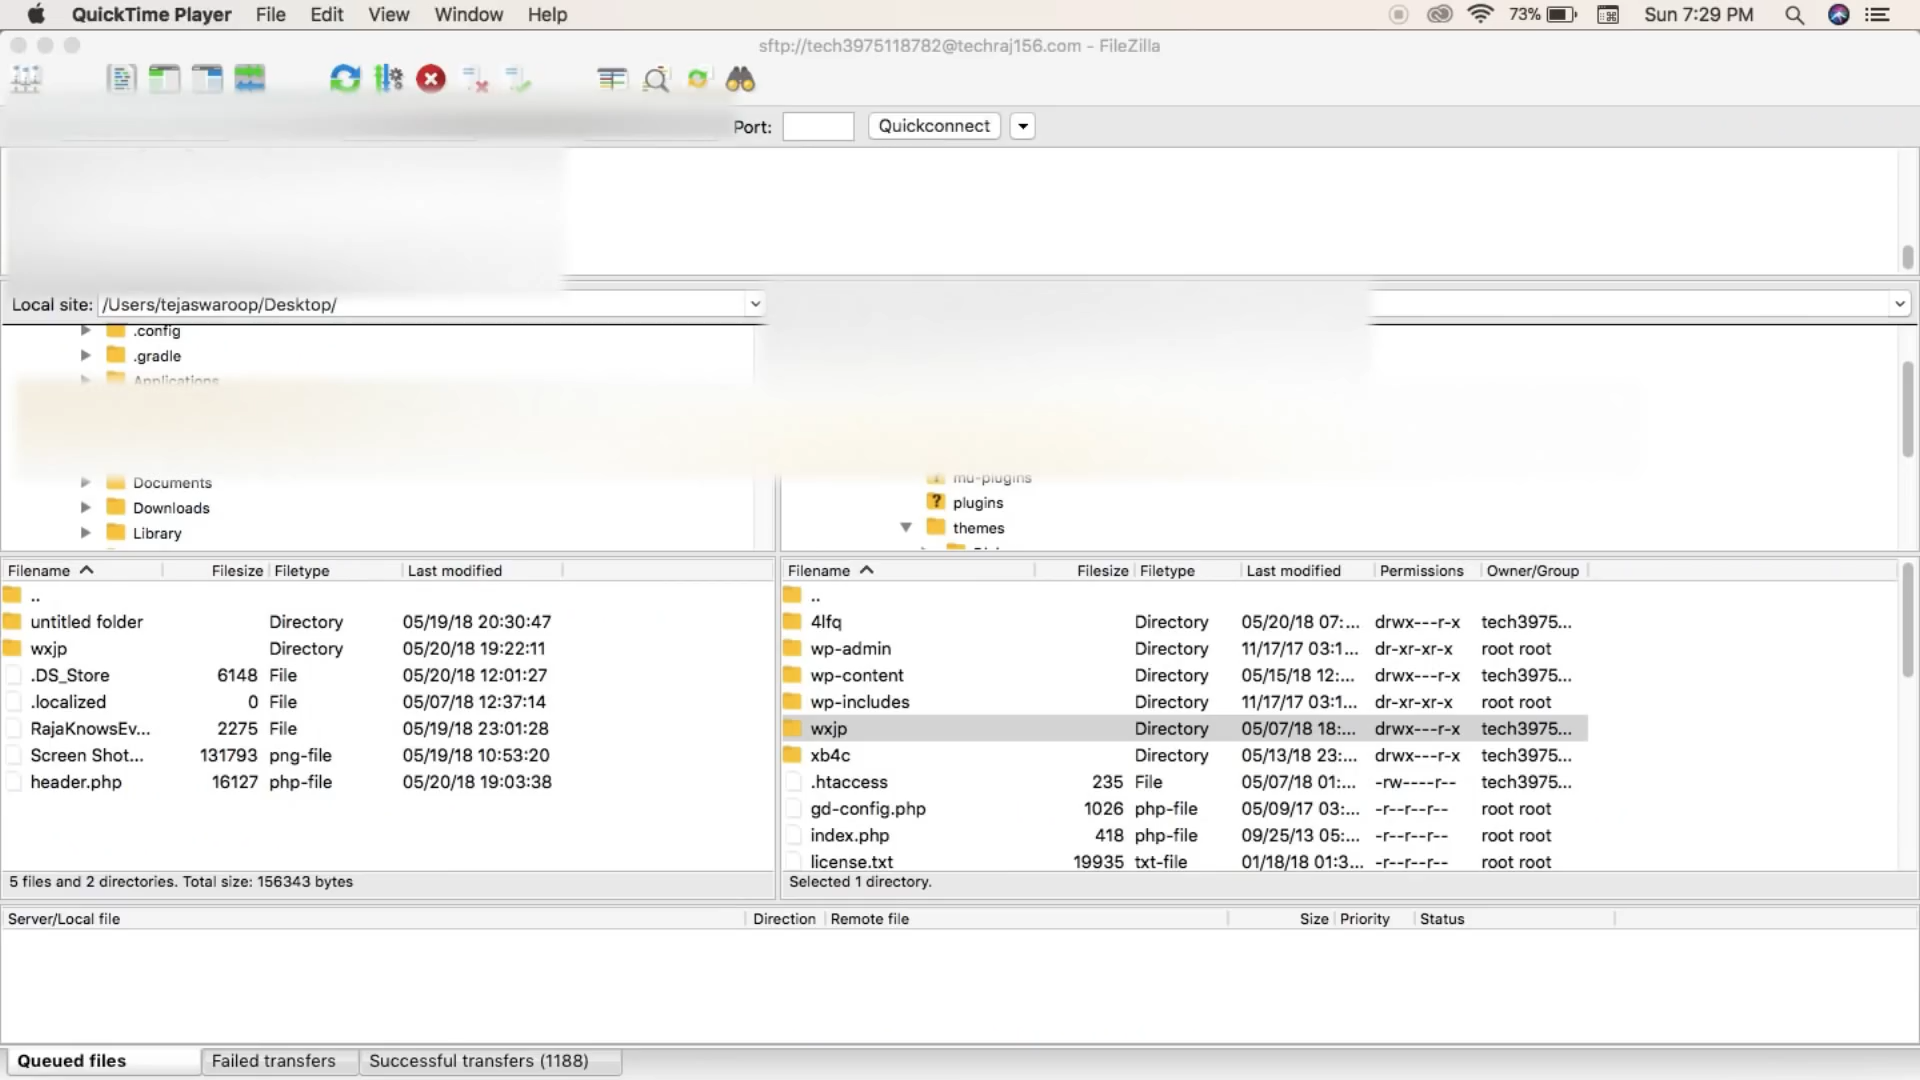 QuickTime Player File Edit View Window Help 73% Sun 7:29 PM
sftp://tech3975118782@techraj156.com - FileZilla
Port: Quickconnect
Local site: /Users/tejaswaroop/Desktop/
.config
.gradle
Applications
Documents
Downloads
Library
mu-plugins
plugins
themes
Filename Filesize Filetype Last modified
..
untitled folder Directory 05/19/18 20:30:47
wxjp Directory 05/20/18 19:22:11
.DS_Store 6148 File 05/20/18 12:01:27
.localized 0 File 05/07/18 12:37:14
RajaKnowsEv... 2275 File 05/19/18 23:01:28
Screen Shot... 131793 png-file 05/19/18 10:53:20
header.php 16127 php-file 05/20/18 19:03:38
5 files and 2 directories. Total size: 156343 bytes
Filename Filesize Filetype Last modified Permissions Owner/Group
..
4lfq Directory 05/20/18 07:... drwx---r-x tech3975...
wp-admin Directory 11/17/17 03:1... dr-xr-xr-x root root
wp-content Directory 05/15/18 12:... drwx---r-x tech3975...
wp-includes Directory 11/17/17 03:1... dr-xr-xr-x root root
wxjp Directory 05/07/18 18:... drwx---r-x tech3975...
xb4c Directory 05/13/18 23:... drwx---r-x tech3975...
.htaccess 235 File 05/07/18 01:... -rw----r-- tech3975...
gd-config.php 1026 php-file 05/09/17 03:... -r--r--r-- root root
index.php 418 php-file 09/25/13 05:... -r--r--r-- root root
license.txt 19935 txt-file 01/18/18 01:3... -r--r--r-- root root
Selected 1 directory.
Server/Local file Direction Remote file Size Priority Status
Queued files Failed transfers Successful transfers (1188)